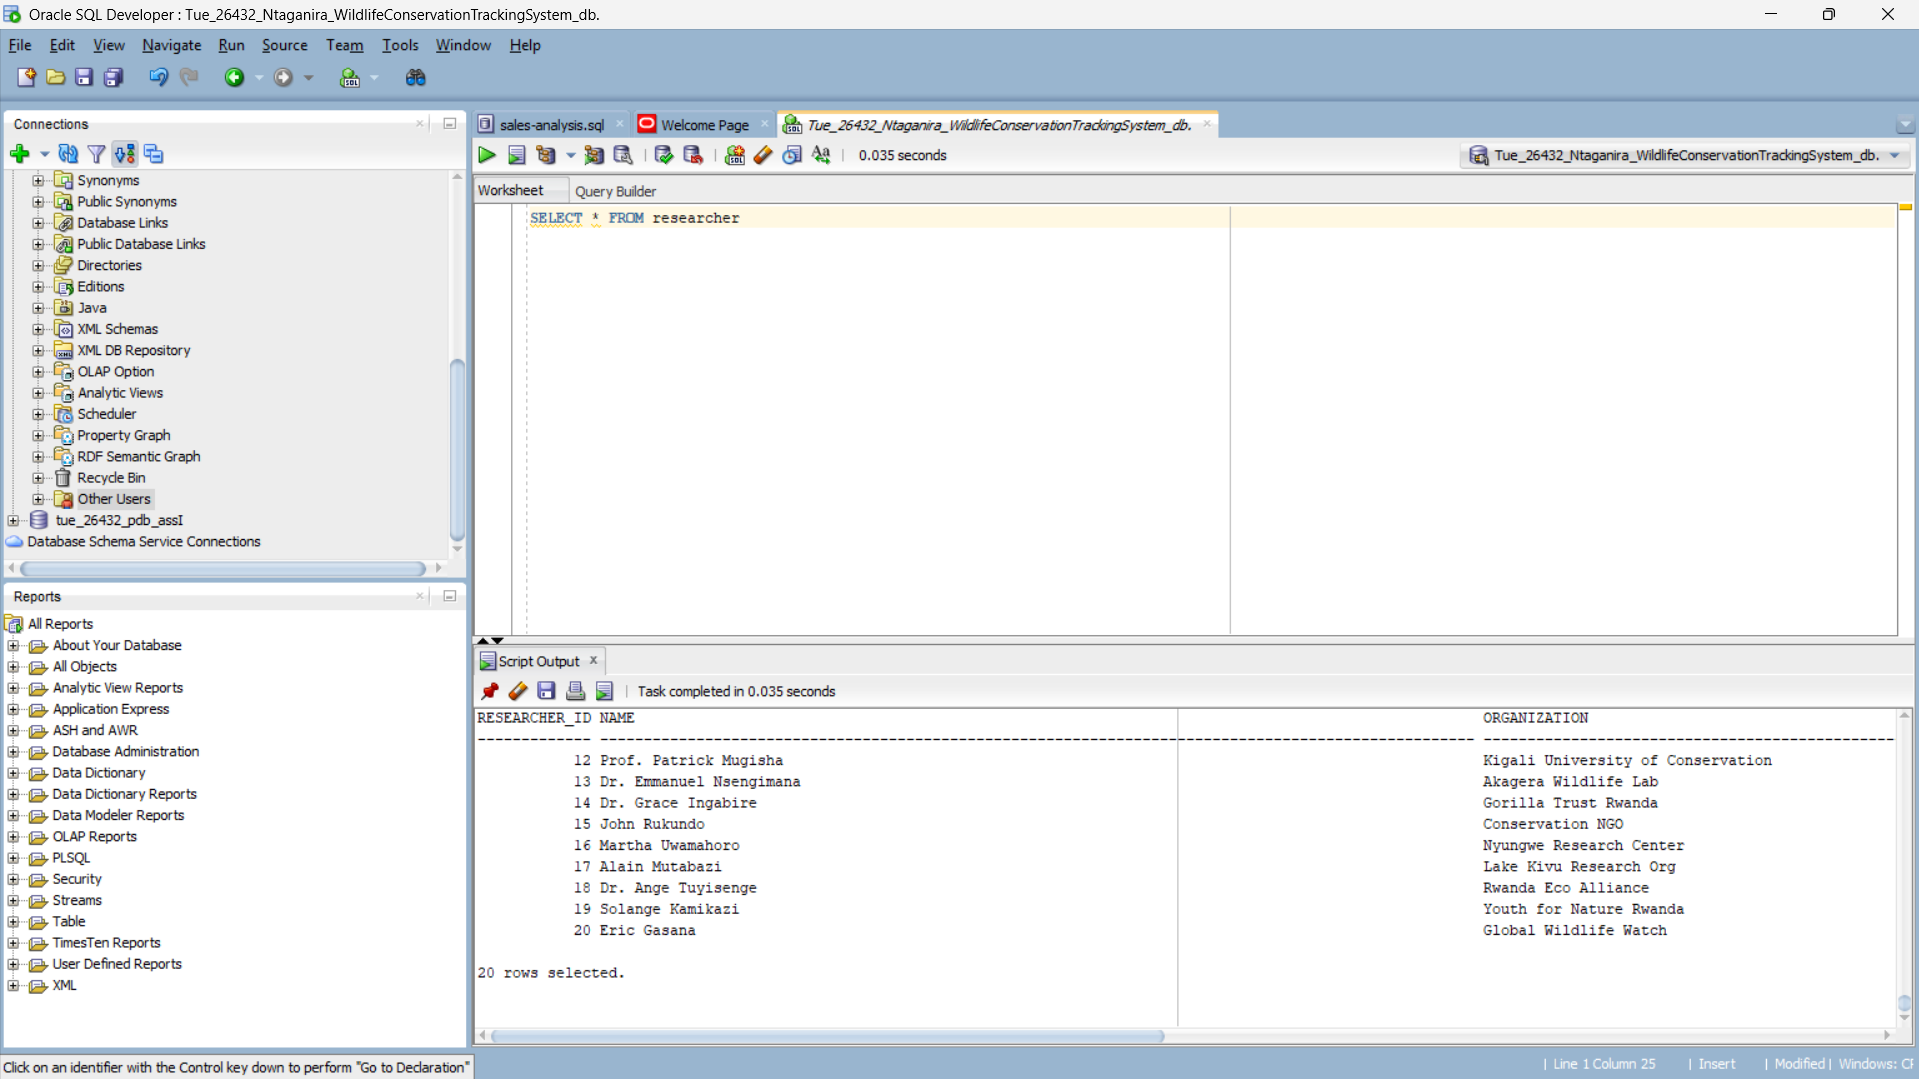 Oracle SQL Developer : Tue_26432_Ntaganira_WildlifeConservationTrackingSystem_db.
File Edit View Navigate Run Source Team Tools Window Help
Connections
Synonyms
Public Synonyms
Database Links
Public Database Links
Directories
Editions
Java
XML Schemas
XML DB Repository
OLAP Option
Analytic Views
Scheduler
Property Graph
RDF Semantic Graph
Recycle Bin
Other Users
tue_26432_pdb_assI
Database Schema Service Connections
Reports
All Reports
About Your Database
All Objects
Analytic View Reports
Application Express
ASH and AWR
Database Administration
Data Dictionary
Data Dictionary Reports
Data Modeler Reports
OLAP Reports
PLSQL
Security
Streams
Table
TimesTen Reports
User Defined Reports
XML
sales-analysis.sql Welcome Page Tue_26432_Ntaganira_WildlifeConservationTrackingSystem_db.
0.035 seconds Tue_26432_Ntaganira_WildlifeConservationTrackingSystem_db.
Worksheet Query Builder
SELECT * FROM researcher
Script Output
Task completed in 0.035 seconds
RESEARCHER_ID NAME ORGANIZATION
12 Prof. Patrick Mugisha Kigali University of Conservation
13 Dr. Emmanuel Nsengimana Akagera Wildlife Lab
14 Dr. Grace Ingabire Gorilla Trust Rwanda
15 John Rukundo Conservation NGO
16 Martha Uwamahoro Nyungwe Research Center
17 Alain Mutabazi Lake Kivu Research Org
18 Dr. Ange Tuyisenge Rwanda Eco Alliance
19 Solange Kamikazi Youth for Nature Rwanda
20 Eric Gasana Global Wildlife Watch
20 rows selected.
Click on an identifier with the Control key down to perform "Go to Declaration"
| Line 1 Column 25 | Insert | Modified | Windows: